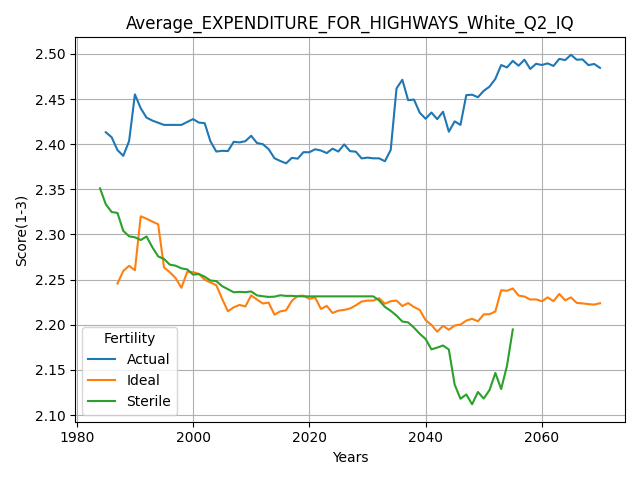 Average_EXPENDITURE_FOR_HIGHWAYS_White_Q2_IQ
Score(1-3)
2.50
2.45
2.40
2.35
2.30
2.25
2.20
2.15
2.10
Fertility
Actual
Ideal
Sterile
1980
2000
2020
2040
2060
Years